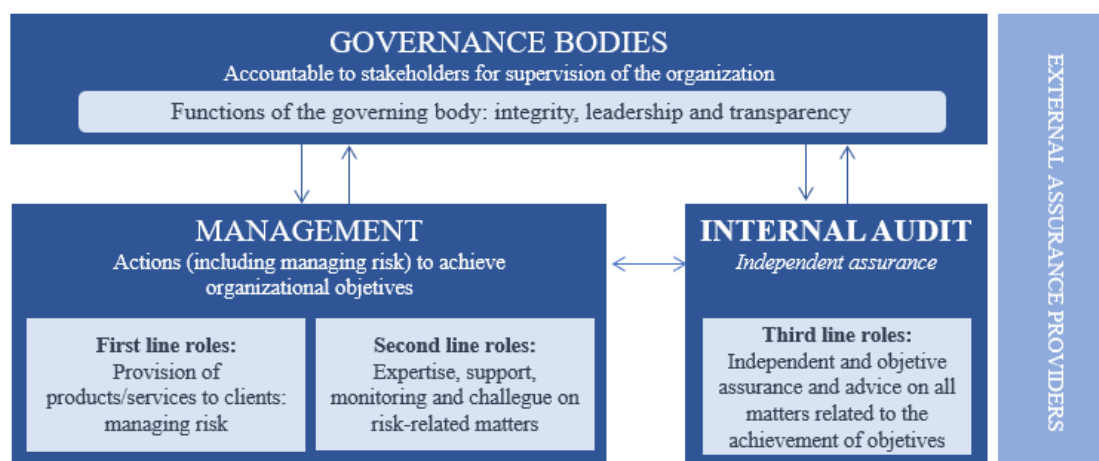 GOVERNANCE BODIES
Accountable to stakeholders for supervision of the organization
Functions of the governing body: integrity, leadership and transparency
MANAGEMENT
Actions (including managing risk) to achieve
organizational objetives
First line roles:
Provision of
products/services to clients:
managing risk
Second line roles:
Expertise, support,
monitoring and challegue on
risk-related matters
INTERNAL AUDIT
Independent assurance
Third line roles:
Independent and objetive
assurance and advice on all
matters related to the
achievement of objetives
EXTERNAL ASSURANCE PROVIDERS